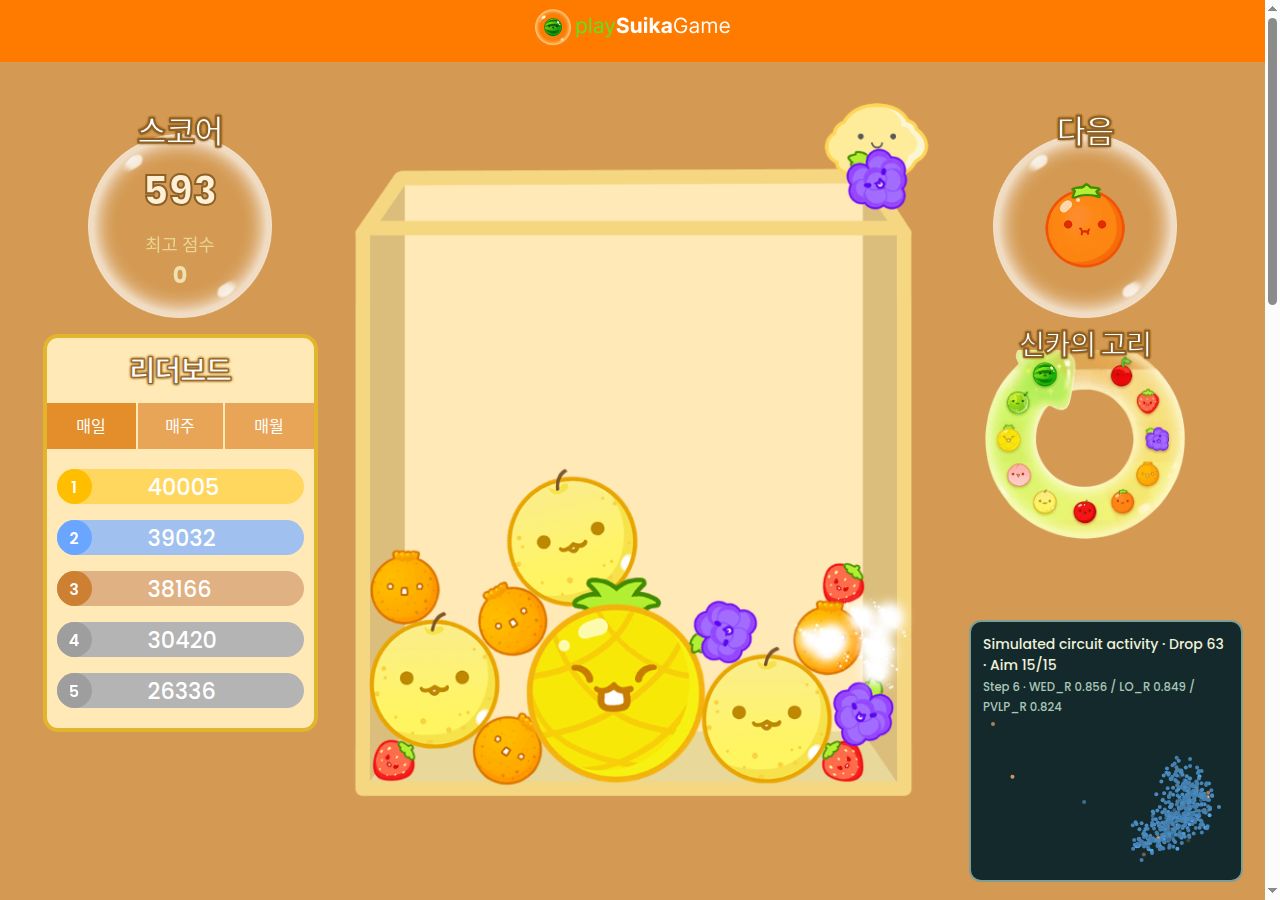 playSuikaGame
스코어
593
최고 점수
0
다음
신카의 고리
리더보드
매일 매주 매월
1 40005
2 39032
3 38166
4 30420
5 26336
Simulated circuit activity · Drop 63
· Aim 15/15
Step 6 · WED_R 0.856 / LO_R 0.849 /
PVLP_R 0.824